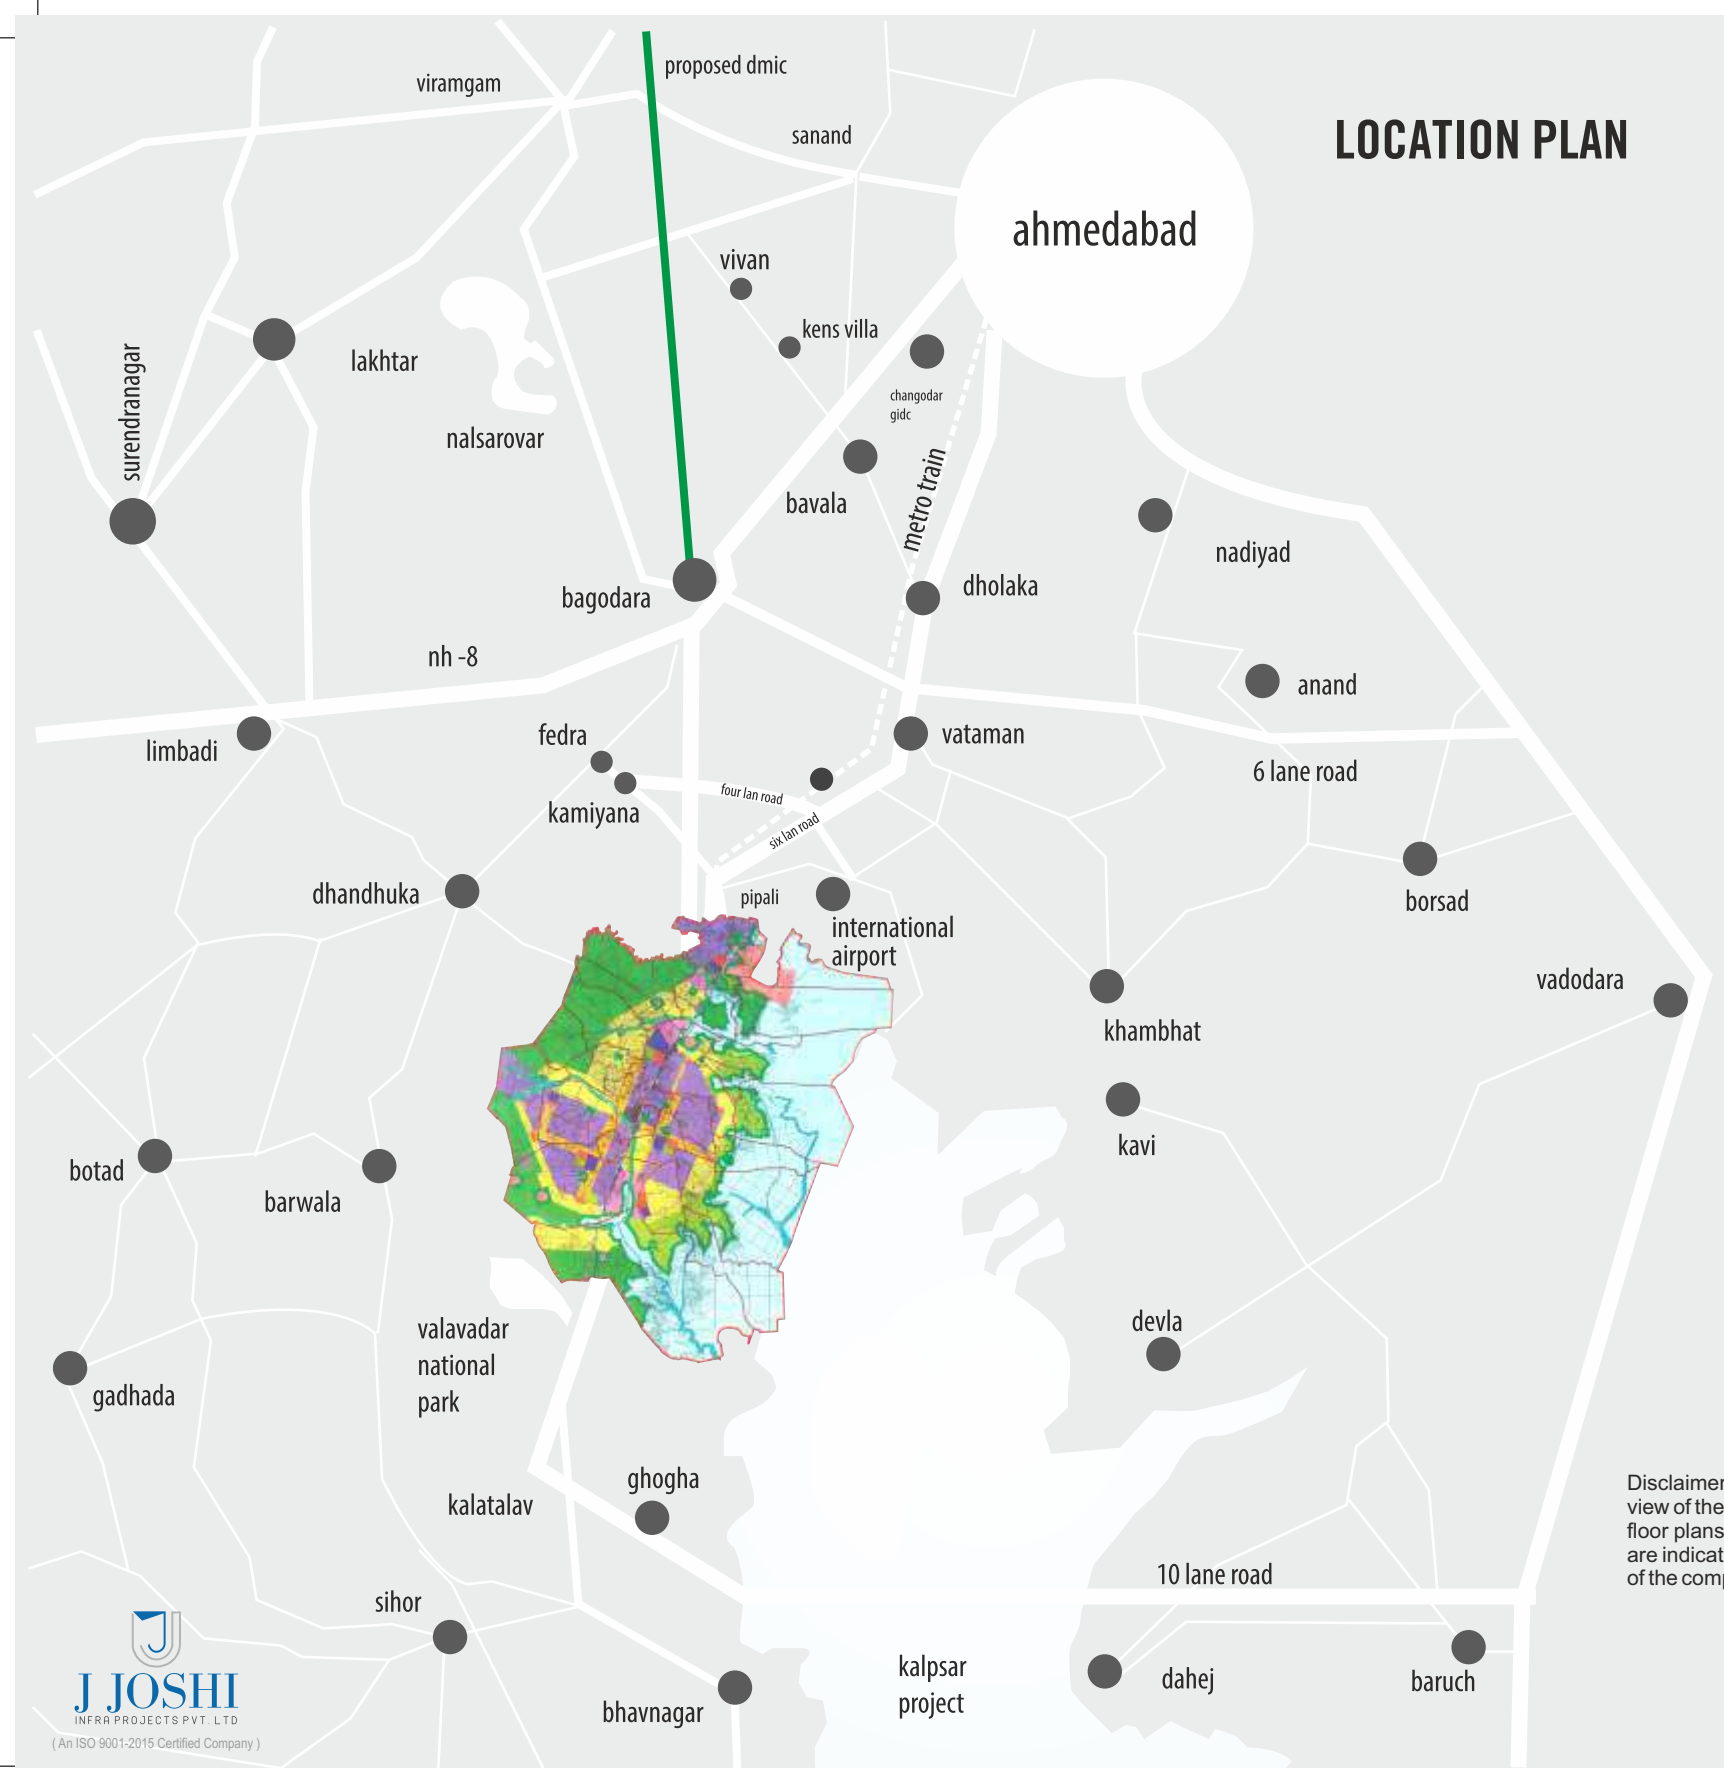 proposed dmic
viramgam
sanand
LOCATION PLAN
ahmedabad
vivan
kens villa
surendranagar
lakhtar
changodar
gidc
nalsarovar
bavala
metro train
nadiyad
bagodara
dholaka
nh -8
anand
limbadi
fedra
vataman
6 lane road
kamiyana
four lan road
six lan road
dhandhuka
pipali
borsad
international
airport
vadodara
khambhat
kavi
botad
barwala
valavadar
national
park
devla
gadhada
ghogha
kalatalav
Disclaimer
view of the
floor plans
are indicat
of the comp
10 lane road
sihor
kalpsar
project
dahej
baruch
bhavnagar
J JOSHI
INFRA PROJECTS PVT. LTD
( An ISO 9001-2015 Certified Company )